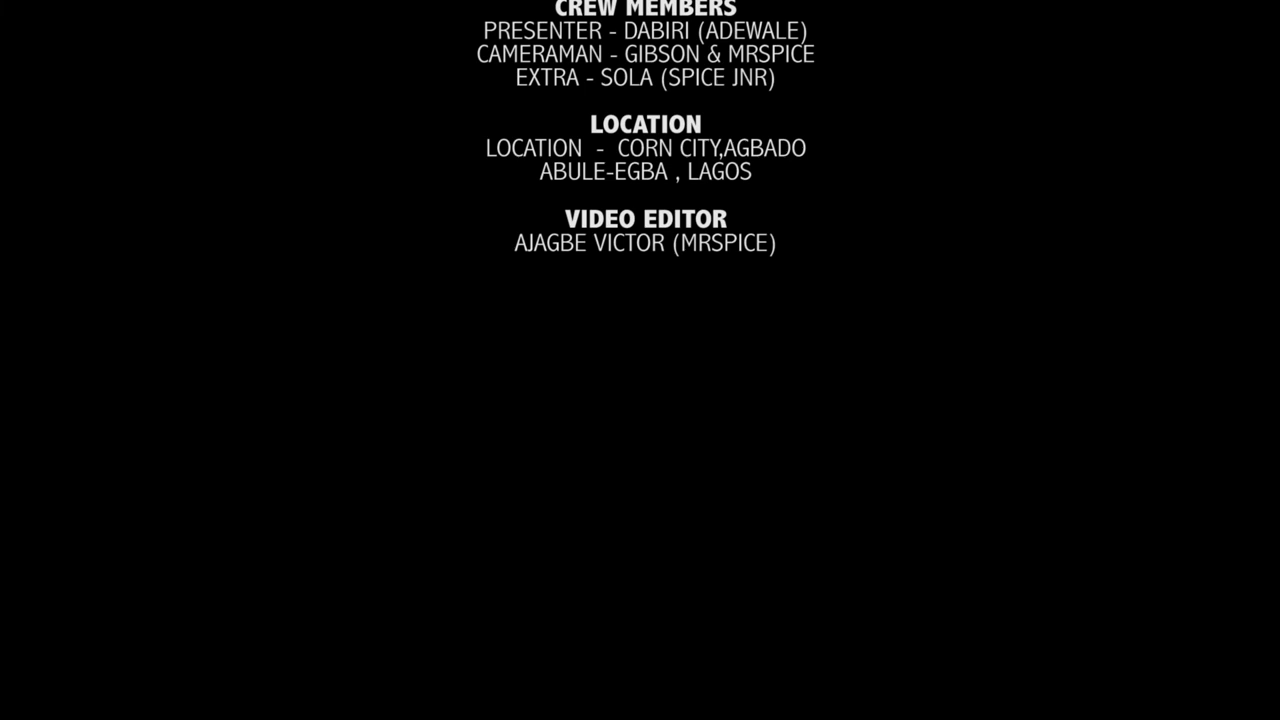 CREW MEMBERS
PRESENTER - DABIRI (ADEWALE)
CAMERAMAN - GIBSON & MRSPICE
EXTRA - SOLA (SPICE JNR)
LOCATION
LOCATION - CORN CITY,AGBADO
ABULE-EGBA , LAGOS
VIDEO EDITOR
AJAGBE VICTOR (MRSPICE)